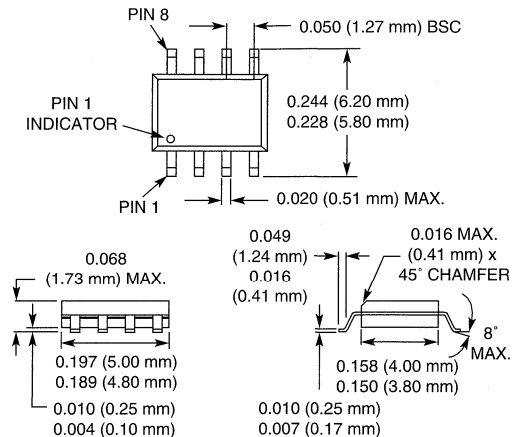 PIN 8
0.050 (1.27 mm) BSC
0.244 (6.20 mm)
0.228 (5.80 mm)
PIN 1
INDICATOR
PIN 1
0.020 (0.51 mm) MAX.
0.068
(1.73 mm) MAX.
0.197 (5.00 mm)
0.189 (4.80 mm)
0.010 (0.25 mm)
0.004 (0.10 mm)
0.049
(1.24 mm)
0.016
(0.41 mm)
0.016 MAX.
(0.41 mm) x
45° CHAMFER
8°
MAX.
0.158 (4.00 mm)
0.150 (3.80 mm)
0.010 (0.25 mm)
0.007 (0.17 mm)